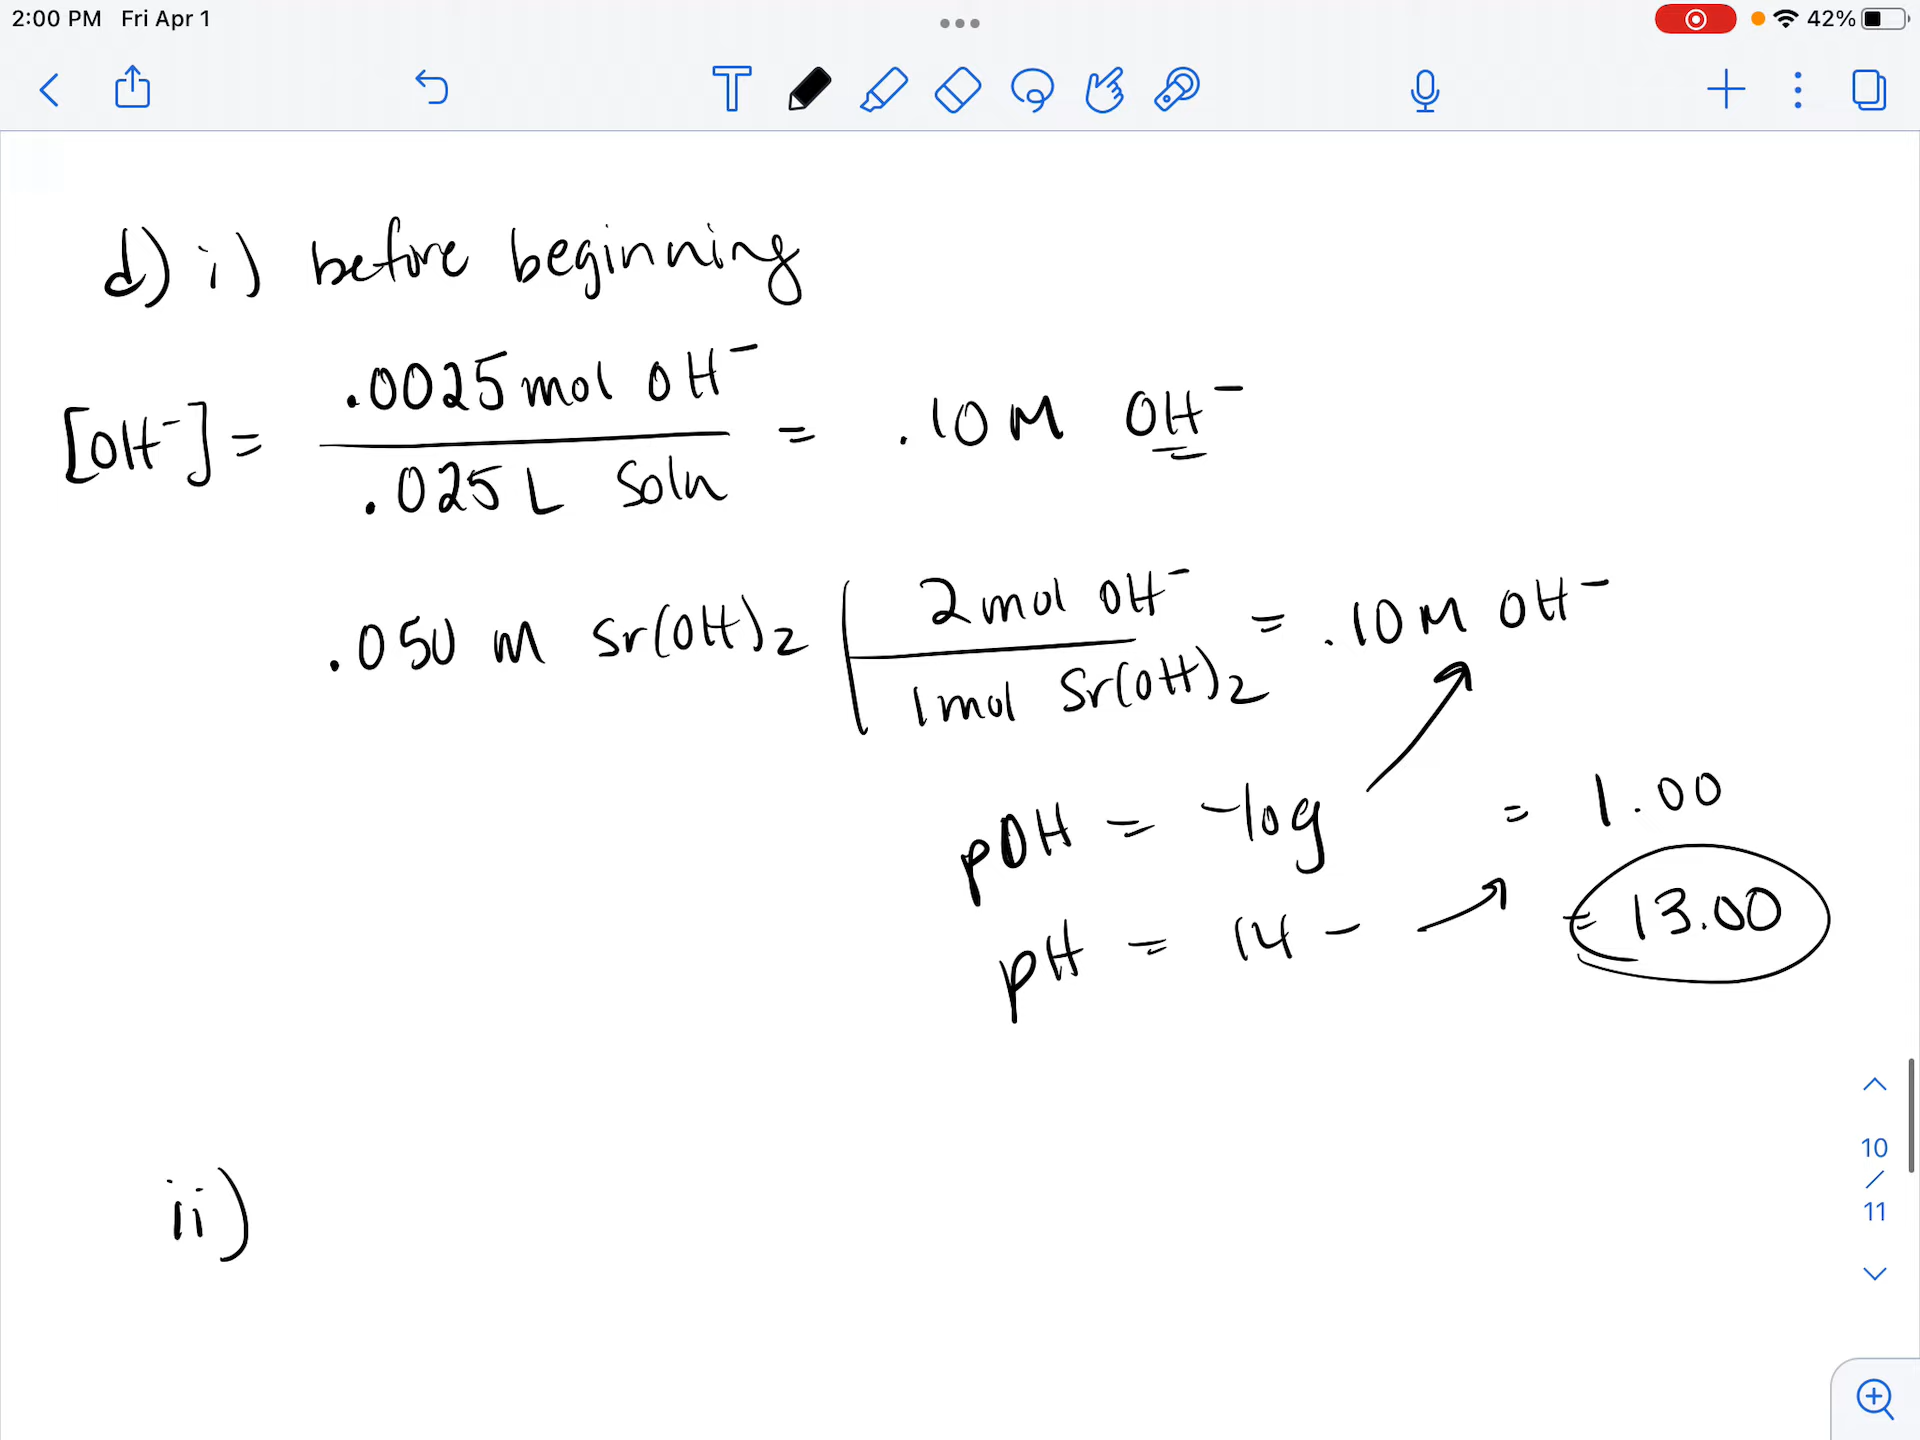 2:00 PM Fri Apr 1
42%
T
d) i) before beginning
.0025 mol OH⁻
[OH⁻] = = .10 M OH⁻
.025 L soln
2 mol OH⁻
.050 M Sr(OH)₂ = .10 M OH⁻
1 mol Sr(OH)₂
pOH = -log = 1.00
pH = 14 - = 13.00
10
/
11
ii)